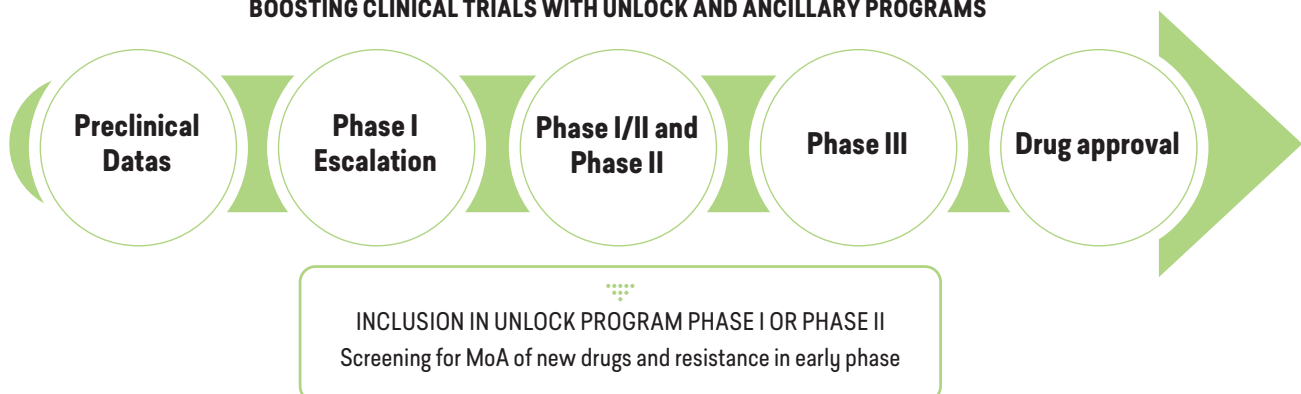 BOOSTING CLINICAL TRIALS WITH UNLOCK AND ANCILLARY PROGRAMS
Preclinical
Datas
Phase I
Escalation
Phase I/II and
Phase II
Phase III
Drug approval
INCLUSION IN UNLOCK PROGRAM PHASE I OR PHASE II
Screening for MoA of new drugs and resistance in early phase